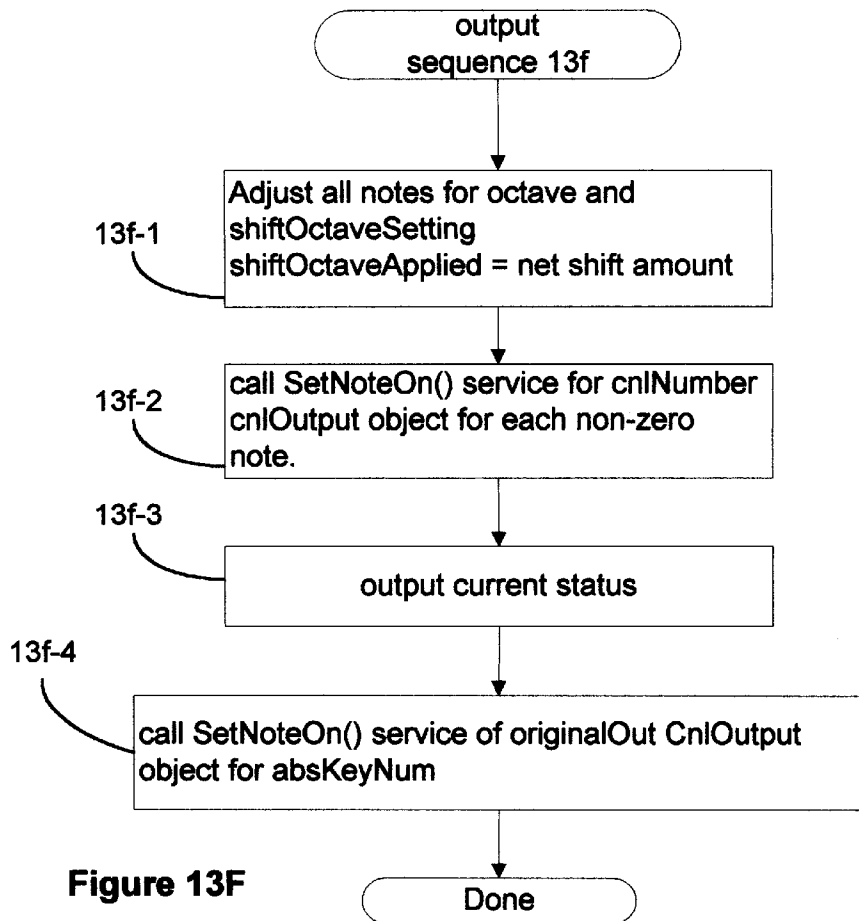 output
sequence 13f
Adjust all notes for octave and
shiftOctaveSetting
shiftOctaveApplied = net shift amount
13f-1
call SetNoteOn() service for cnlNumber
cnlOutput object for each non-zero
note.
13f-2
13f-3
output current status
13f-4
call SetNoteOn() service of originalOut CnlOutput
object for absKeyNum
Figure 13F
Done